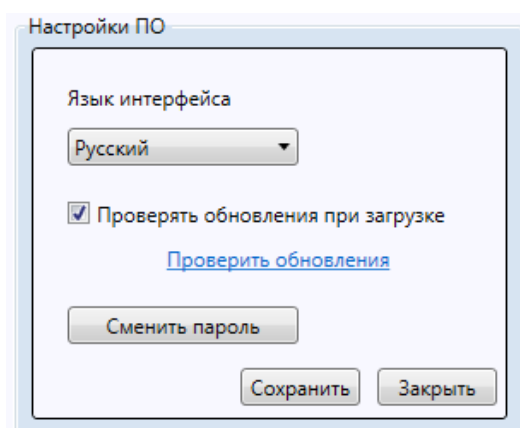 Настройки ПО
Язык интерфейса
Русский
Проверять обновления при загрузке
Проверить обновления
Сменить пароль
Сохранить Закрыть